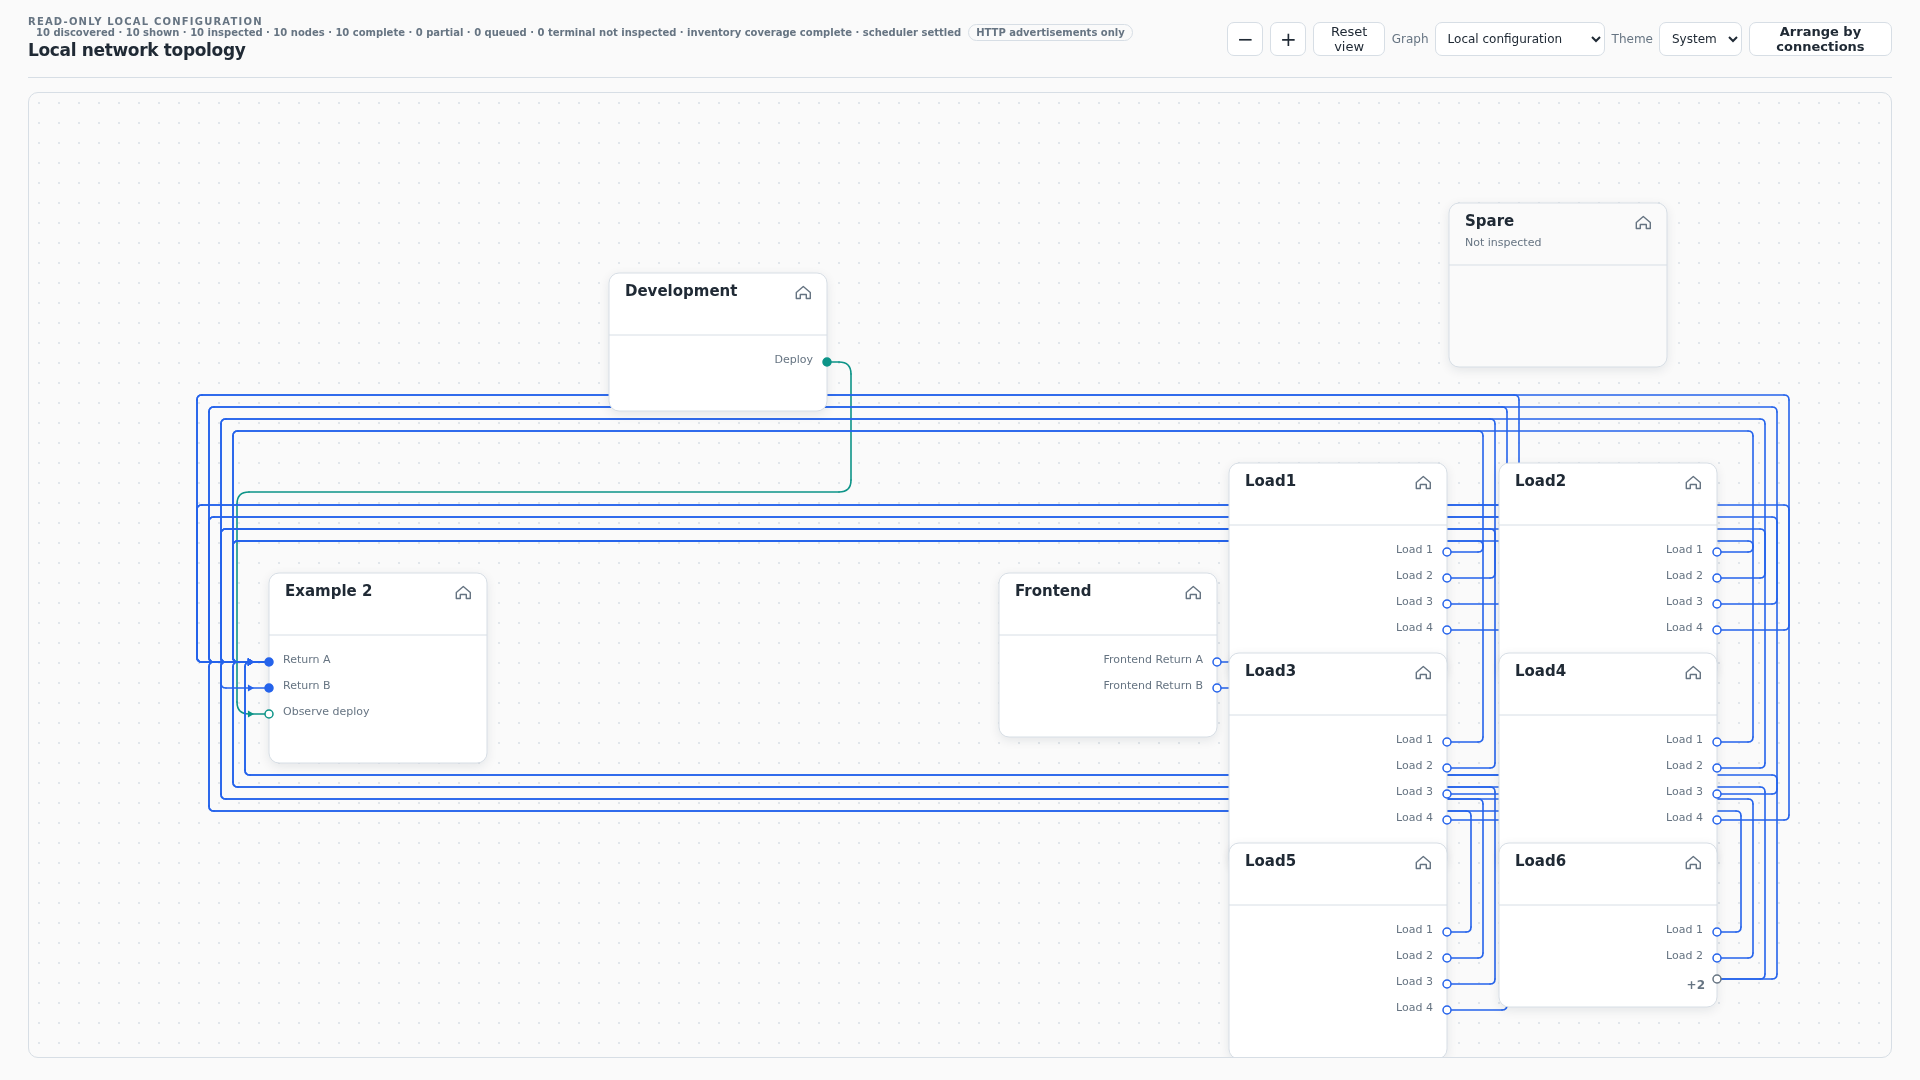 READ-ONLY LOCAL CONFIGURATION
10 discovered · 10 shown · 10 inspected · 10 nodes · 10 complete · 0 partial · 0 queued · 0 terminal not inspected · inventory coverage complete · scheduler settled
HTTP advertisements only
Local network topology
−
+
Reset view
Graph
Local configuration
Theme
System
Arrange by connections
Spare
Not inspected
Development
Deploy
Load1
Load 1
Load 2
Load 3
Load 4
Load2
Load 1
Load 2
Load 3
Load 4
Example 2
Return A
Return B
Observe deploy
Frontend
Frontend Return A
Frontend Return B
Load3
Load 1
Load 2
Load 3
Load 4
Load4
Load 1
Load 2
Load 3
Load 4
Load5
Load 1
Load 2
Load 3
Load 4
Load6
Load 1
Load 2
+2